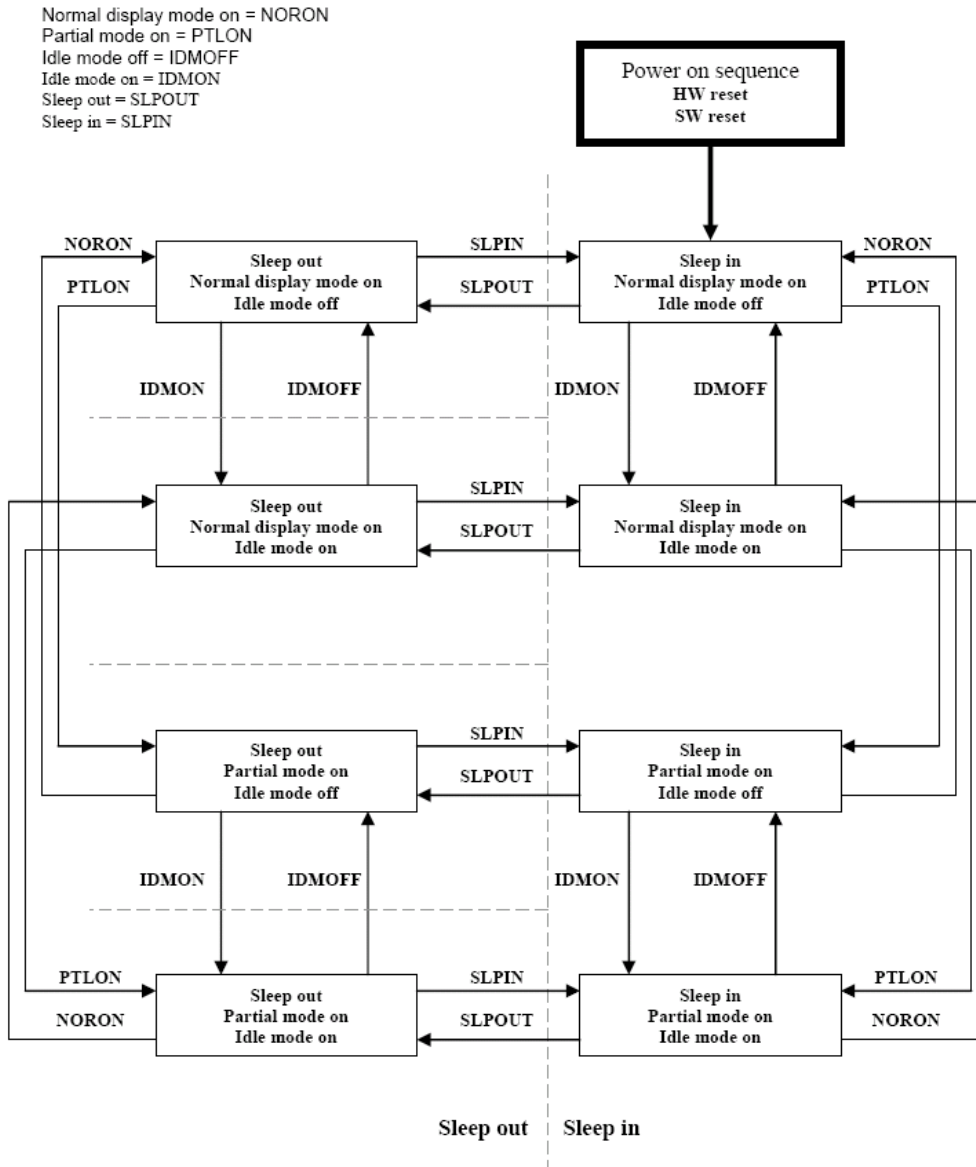 Normal display mode on = NORON
Partial mode on = PTLON
Idle mode off = IDMOFF
Idle mode on = IDMON
Sleep out = SLPOUT
Sleep in = SLPIN
Power on sequence
HW reset
SW reset
NORON
PTLON
Sleep out
Normal display mode on
Idle mode off
SLPIN
SLPOUT
Sleep in
Normal display mode on
Idle mode off
NORON
PTLON
IDMON
IDMOFF
IDMON
IDMOFF
Sleep out
Normal display mode on
Idle mode on
SLPIN
SLPOUT
Sleep in
Normal display mode on
Idle mode on
Sleep out
Partial mode on
Idle mode off
SLPIN
SLPOUT
Sleep in
Partial mode on
Idle mode off
IDMON
IDMOFF
IDMON
IDMOFF
PTLON
NORON
Sleep out
Partial mode on
Idle mode on
SLPIN
SLPOUT
Sleep in
Partial mode on
Idle mode on
PTLON
NORON
Sleep out
Sleep in